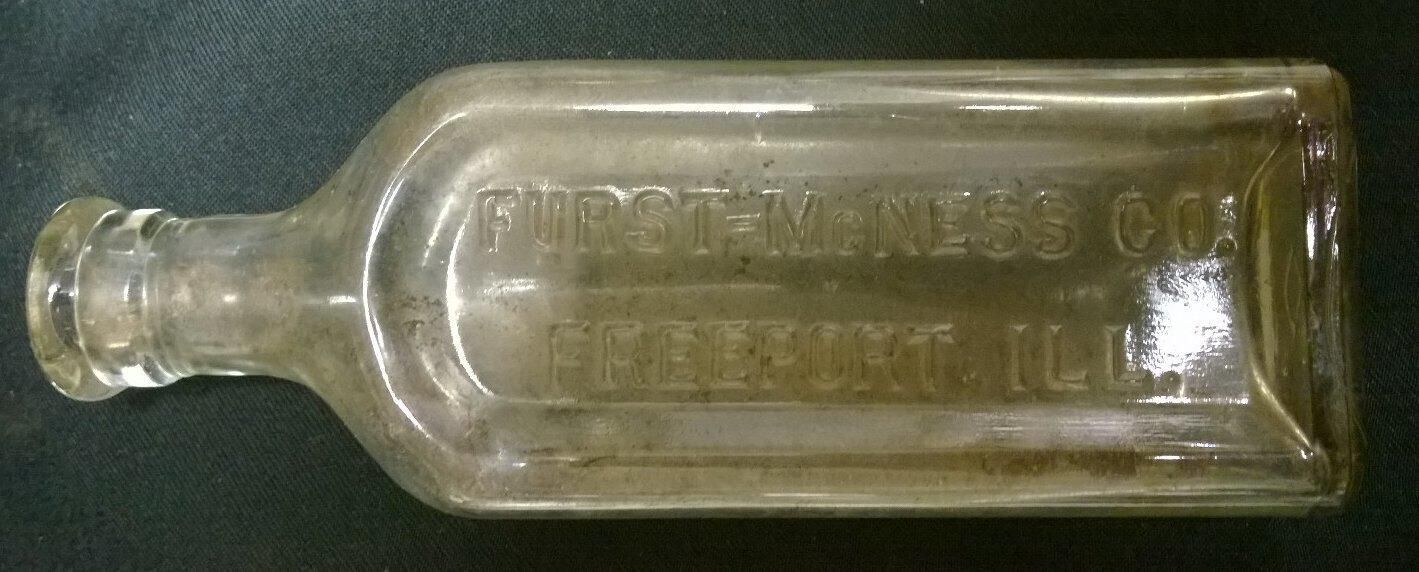 FURST-McNESS CO.
FREEPORT. ILL.